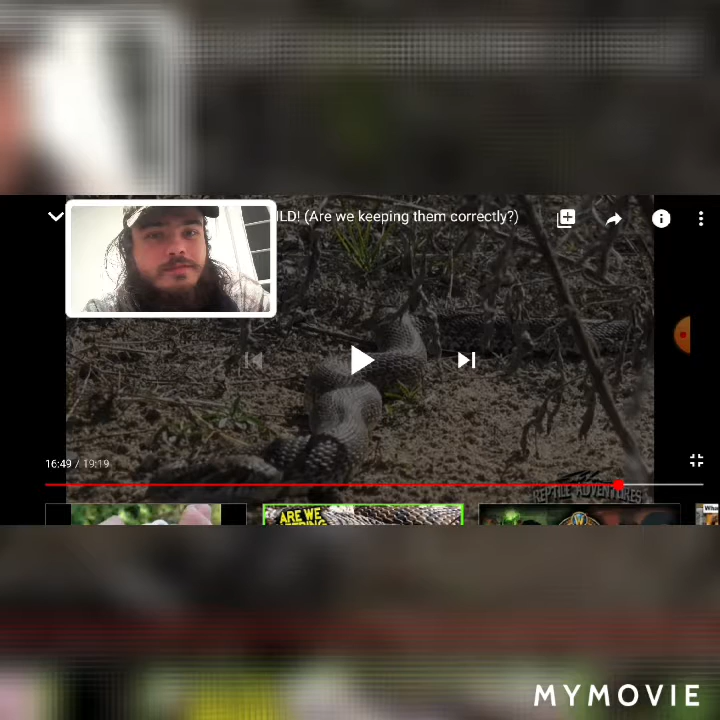 ILD! (Are we keeping them correctly?)
16:49 / 19:19
REPTILE ADVENTURES
ARE WE
MYMOVIE